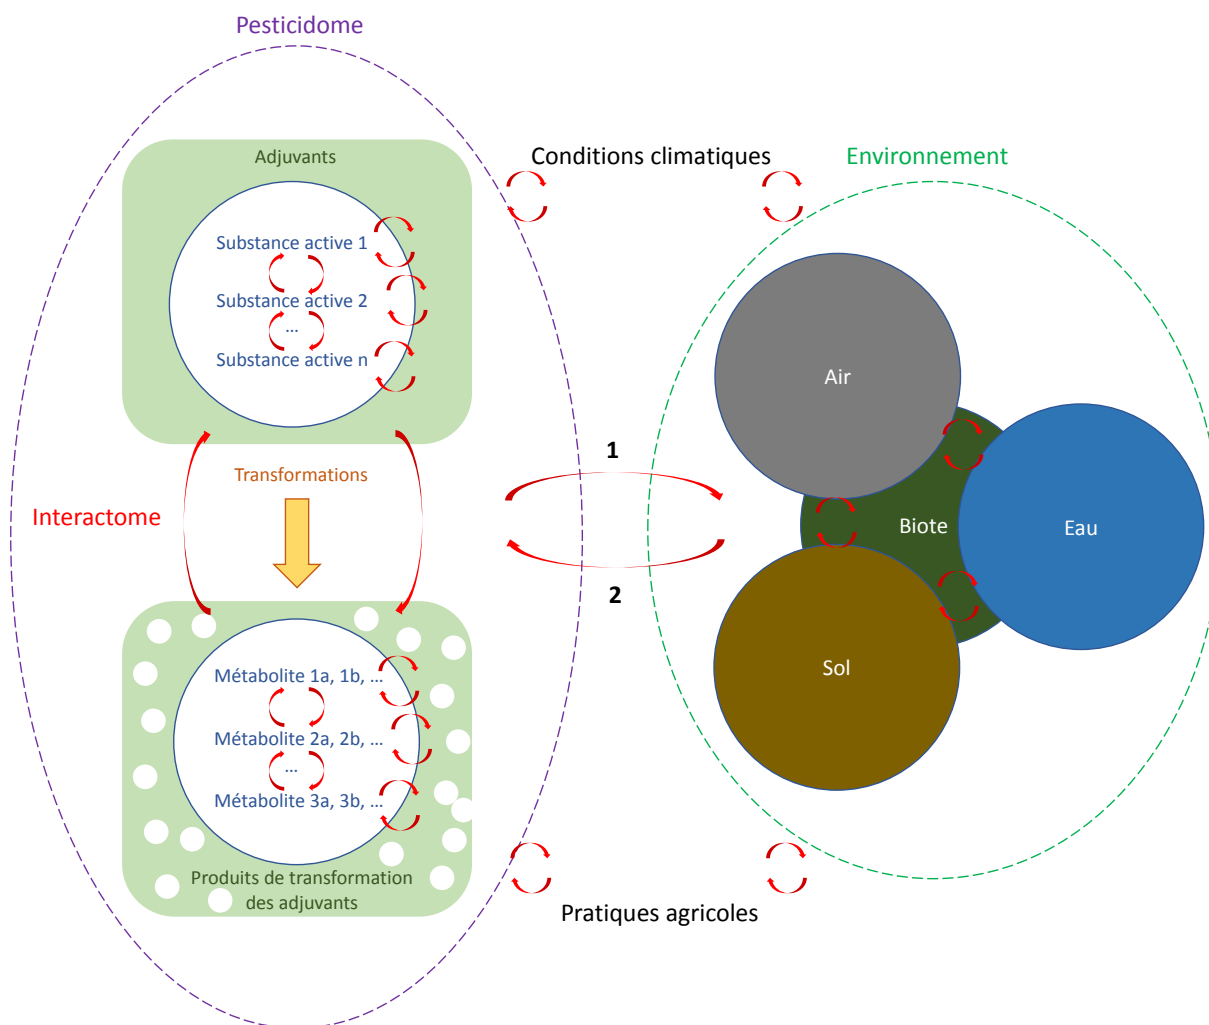 Pesticidome
Adjuvants
Substance active 1
Substance active 2
...
Substance active n
Transformations
Interactome
Métabolite 1a, 1b, ...
Métabolite 2a, 2b, ...
...
Métabolite 3a, 3b, ...
Produits de transformation
des adjuvants
Conditions climatiques
1
2
Pratiques agricoles
Environnement
Air
Biote
Eau
Sol